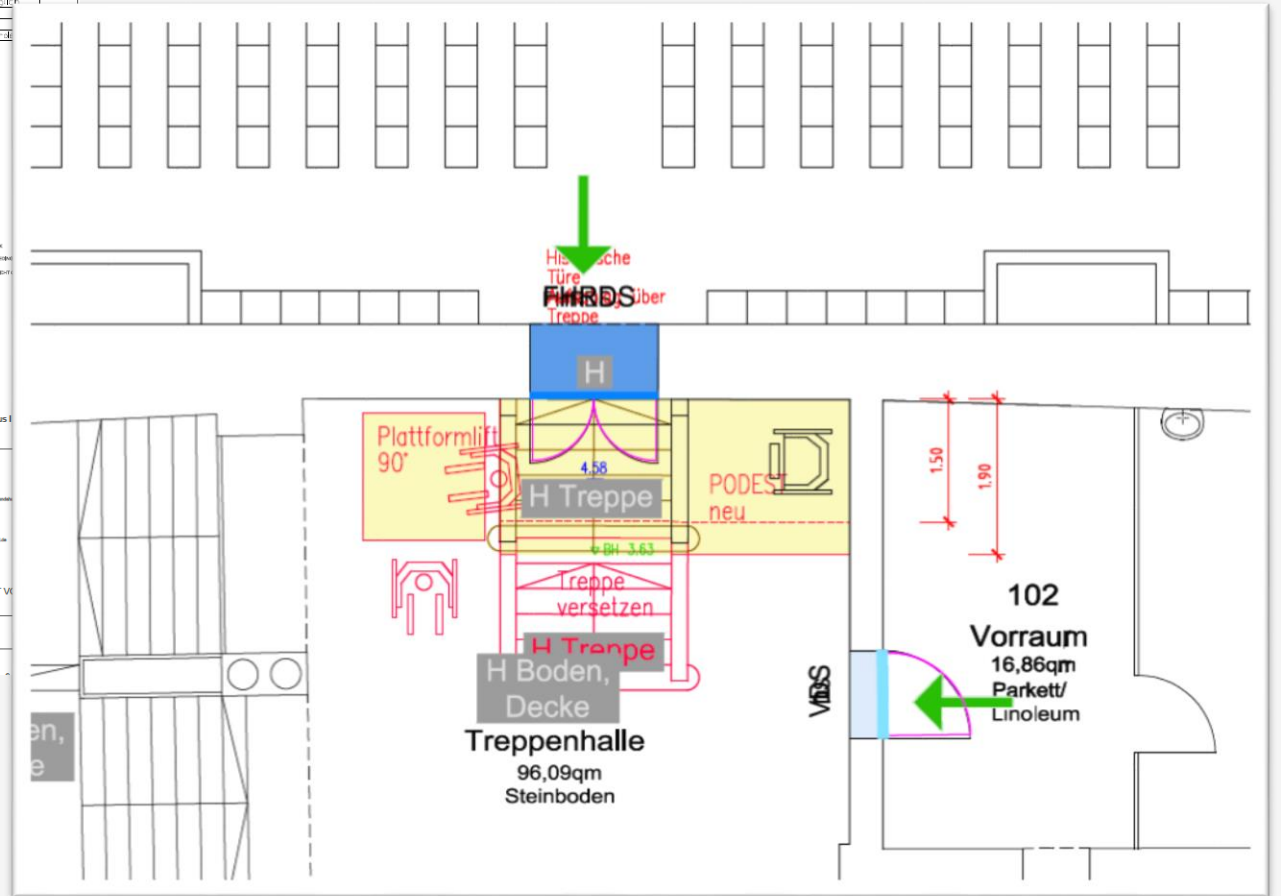 Türe
über
Treppe
H
Plattformlift
90°
4,58
H Treppe
PODEST
neu
BH 3.63
Treppe
versetzen
H Treppe
H Boden,
Decke
Treppenhalle
96,09qm
Steinboden
1.50
1.90
102
Vorraum
16,86qm
Parkett/
Linoleum
en,
e